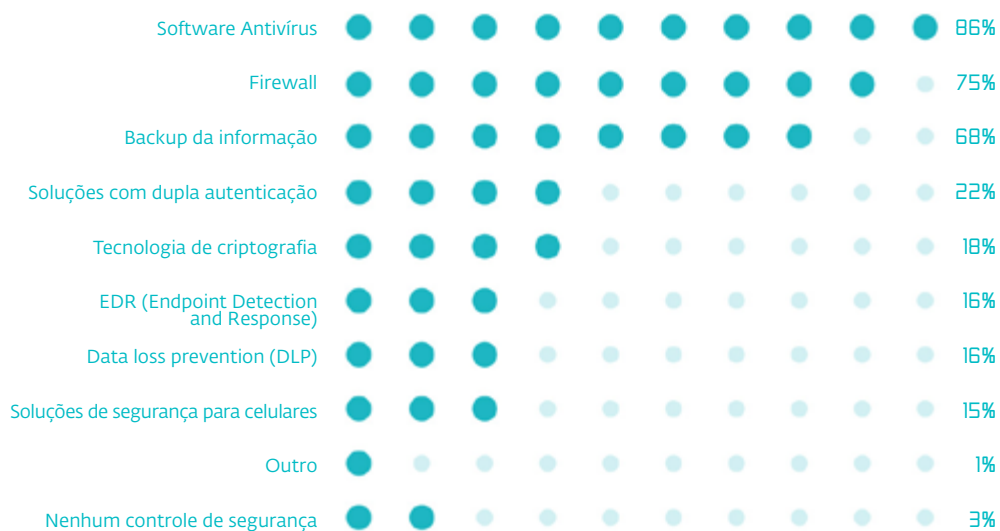 Software Antivírus 86%
Firewall 75%
Backup da informação 68%
Soluções com dupla autenticação 22%
Tecnologia de criptografia 18%
EDR (Endpoint Detection
and Response) 16%
Data loss prevention (DLP) 16%
Soluções de segurança para celulares 15%
Outro 1%
Nenhum controle de segurança 3%